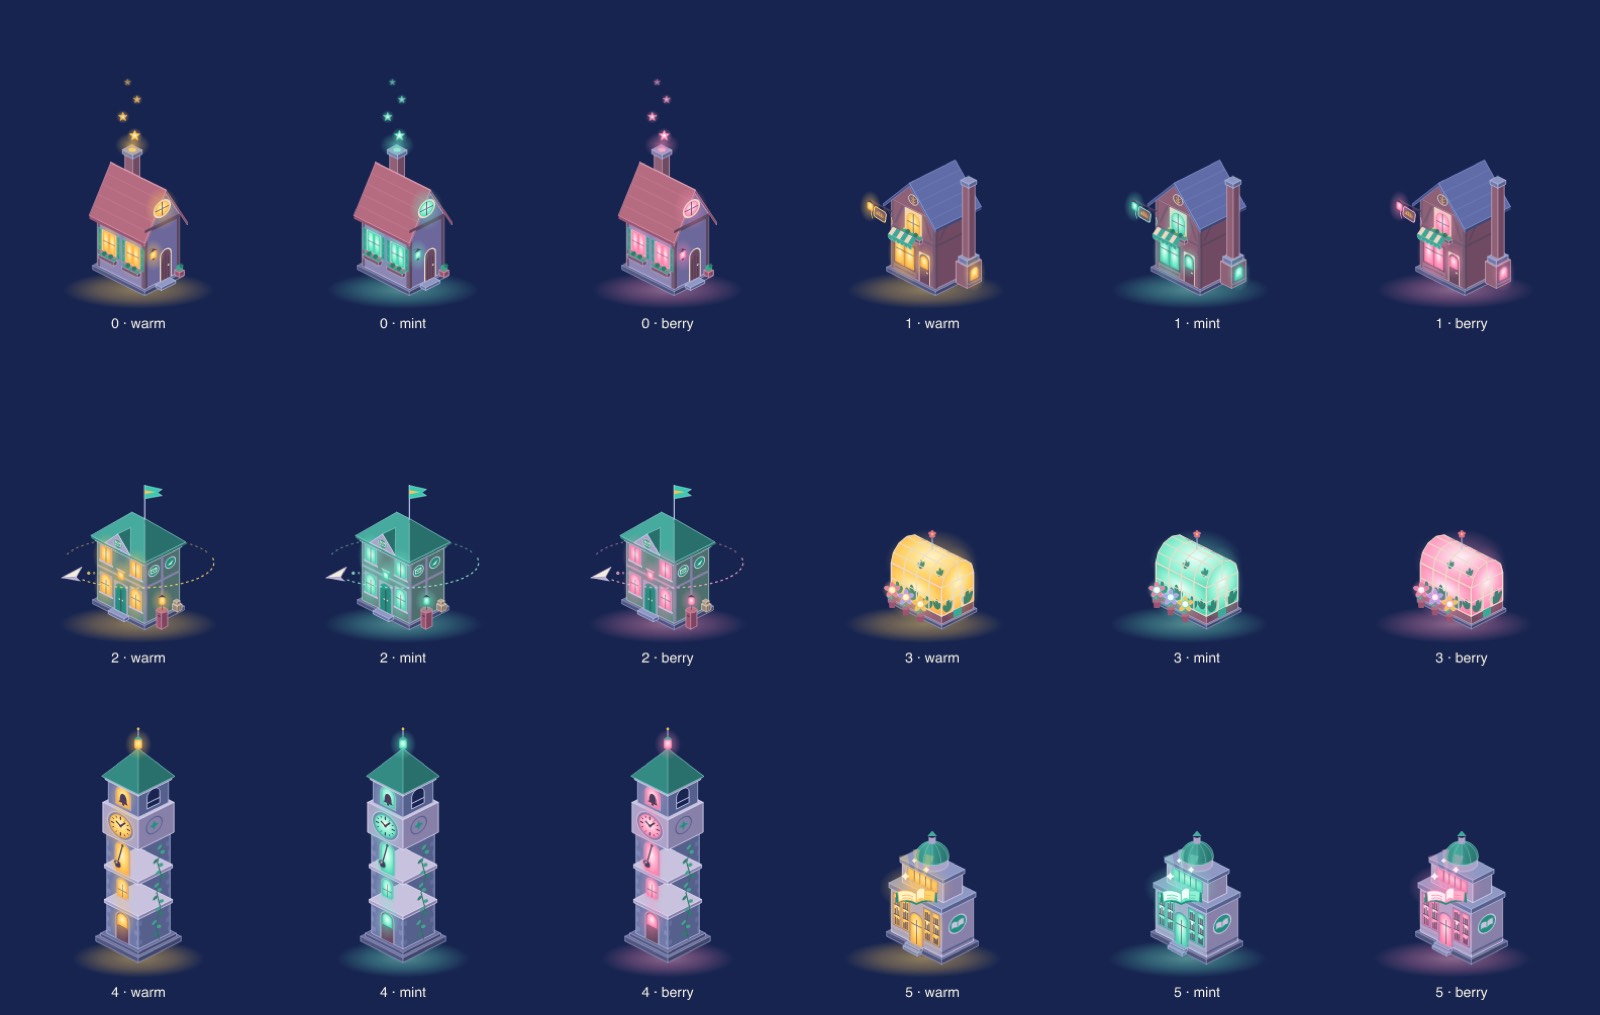 0 · warm
0 · mint
0 · berry
1 · warm
1 · mint
1 · berry
2 · warm
2 · mint
2 · berry
3 · warm
3 · mint
3 · berry
4 · warm
4 · mint
4 · berry
5 · warm
5 · mint
5 · berry